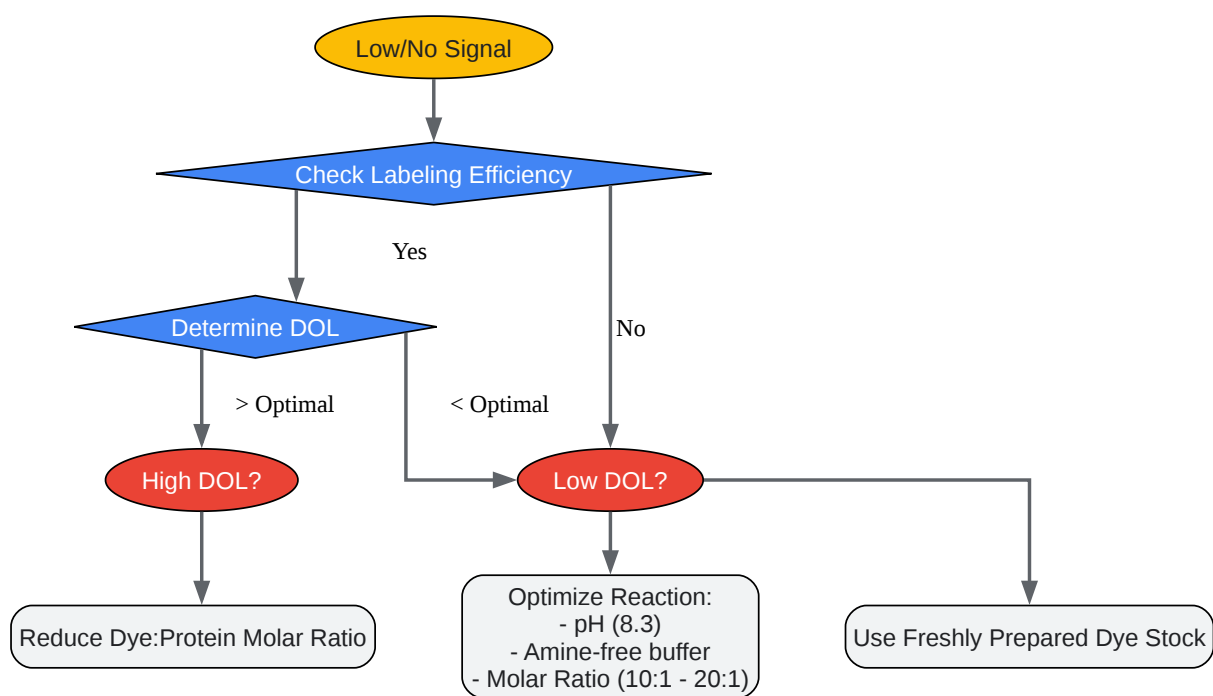 Low/No Signal
Check Labeling Efficiency
Yes
Determine DOL
No
> Optimal
< Optimal
High DOL?
Low DOL?
Reduce Dye:Protein Molar Ratio
Optimize Reaction:
- pH (8.3)
- Amine-free buffer
- Molar Ratio (10:1 - 20:1)
Use Freshly Prepared Dye Stock